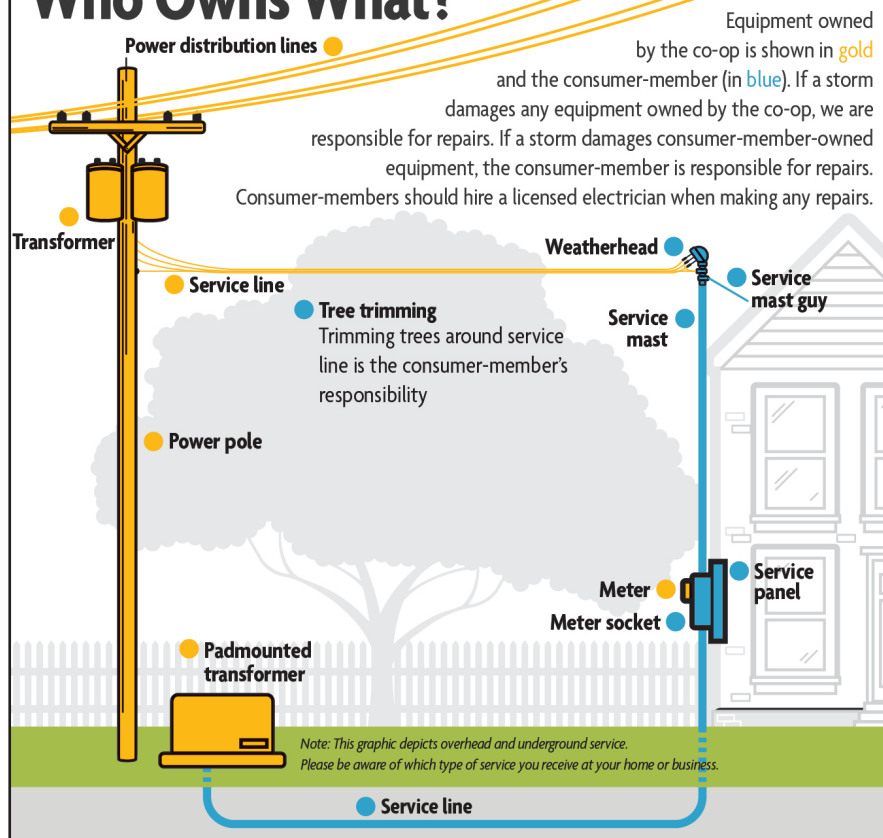 Who Owns What?
Equipment owned
by the co-op is shown in gold
and the consumer-member (in blue). If a storm
damages any equipment owned by the co-op, we are
responsible for repairs. If a storm damages consumer-member-owned
equipment, the consumer-member is responsible for repairs.
Consumer-members should hire a licensed electrician when making any repairs.
Power distribution lines
Transformer
Service line
Weatherhead
Service
mast guy
Tree trimming
Trimming trees around service
line is the consumer-member's
responsibility
Service
mast
Power pole
Meter
Service
panel
Meter socket
Padmounted
transformer
Note: This graphic depicts overhead and underground service.
Please be aware of which type of service you receive at your home or business.
Service line